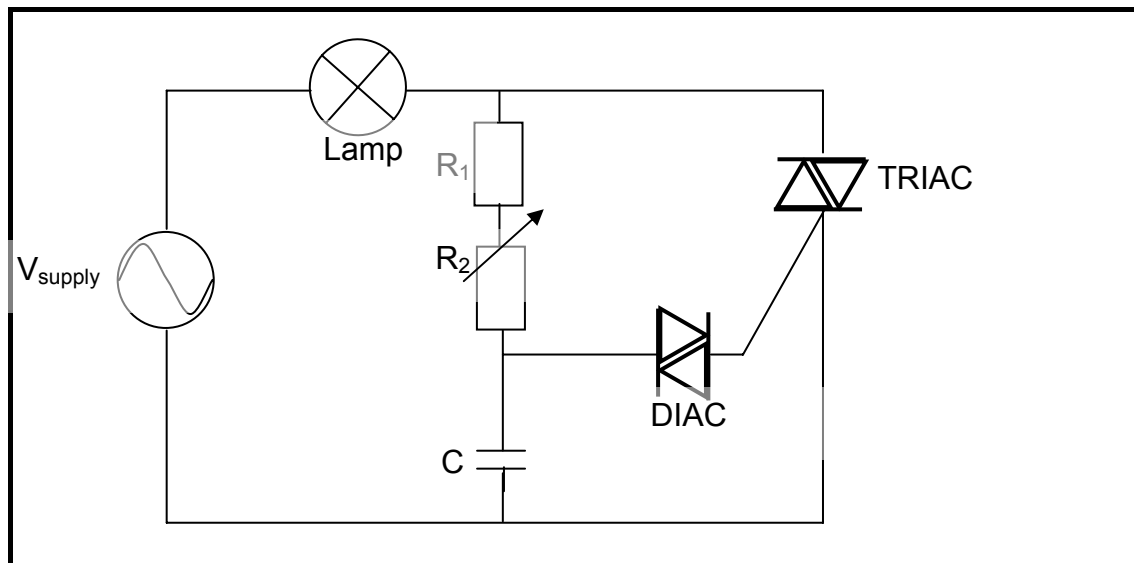 Lamp
R₁
TRIAC
R₂
Vsupply
DIAC
C